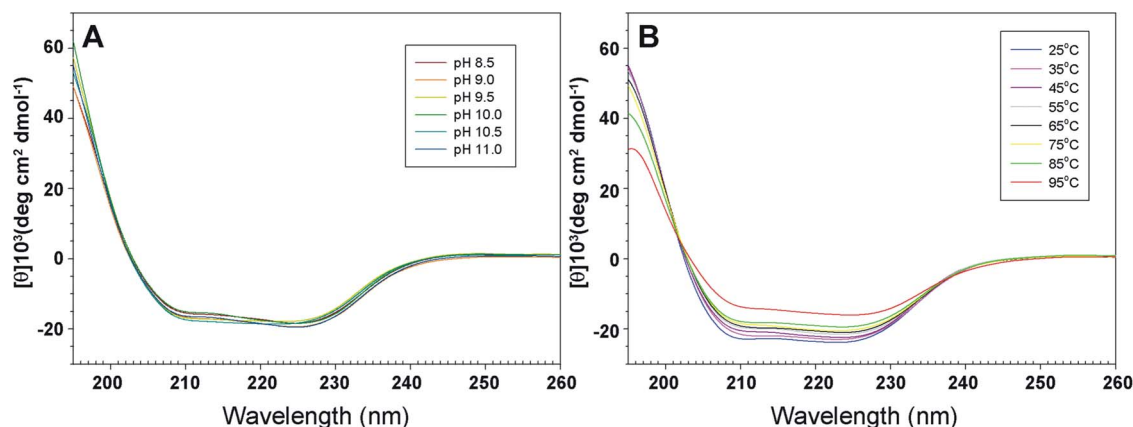 A
60
40
20
0
-20
[θ]10³(deg cm² dmol⁻¹)
pH 8.5
pH 9.0
pH 9.5
pH 10.0
pH 10.5
pH 11.0
200 210 220 230 240 250 260
Wavelength (nm)
B
60
40
20
0
-20
[θ]10³(deg cm² dmol⁻¹)
25°C
35°C
45°C
55°C
65°C
75°C
85°C
95°C
200 210 220 230 240 250 260
Wavelength (nm)